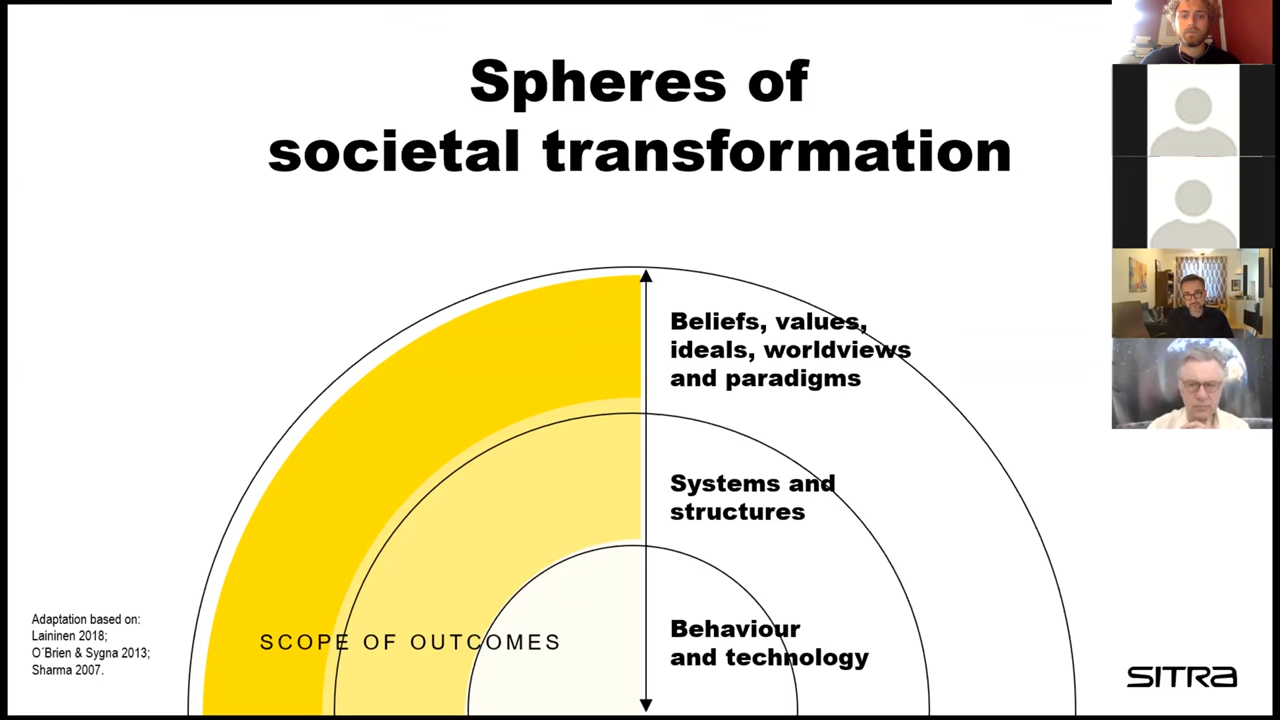 Spheres of
societal transformation
Beliefs, values,
ideals, worldviews
and paradigms
Systems and
structures
SCOPE OF OUTCOMES
Behaviour
and technology
Adaptation based on:
Laininen 2018;
O´Brien & Sygna 2013;
Sharma 2007.
SITRA